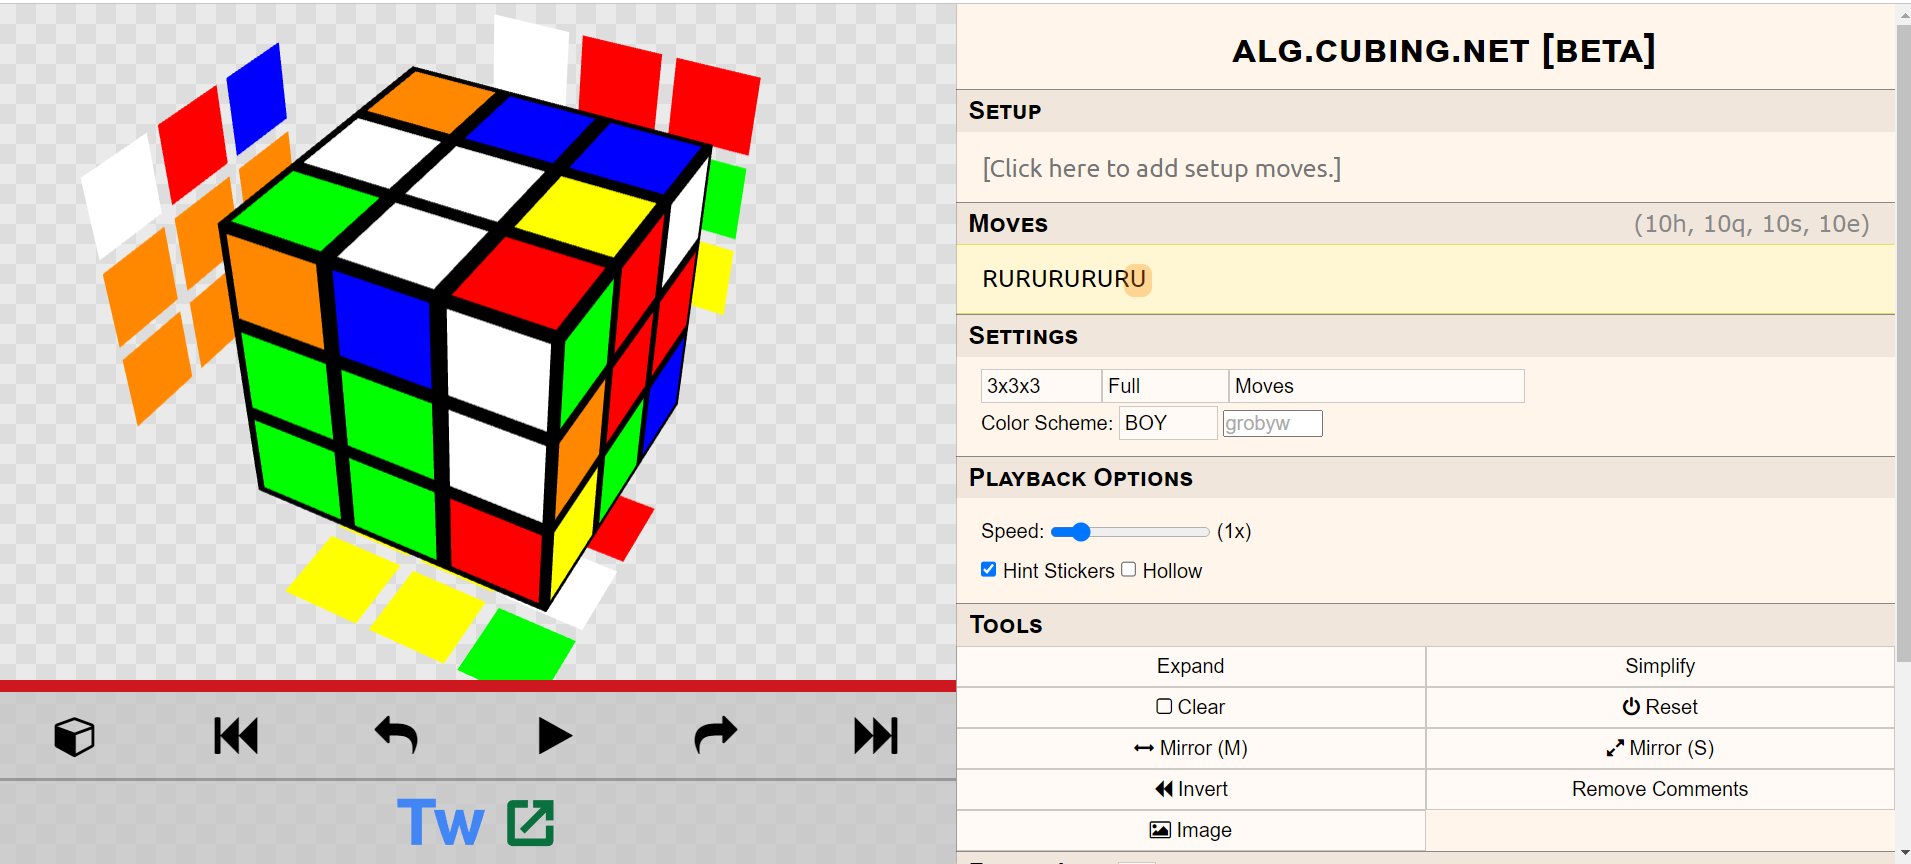 ALG.CUBING.NET [BETA]
SETUP
[Click here to add setup moves.]
MOVES (10h, 10q, 10s, 10e)
RURURURURU
SETTINGS
3x3x3 Full Moves
Color Scheme: BOY grobyw
PLAYBACK OPTIONS
Speed: (1x)
Hint Stickers Hollow
TOOLS
Expand Simplify
Clear Reset
Mirror (M) Mirror (S)
Invert Remove Comments
Image
Tw